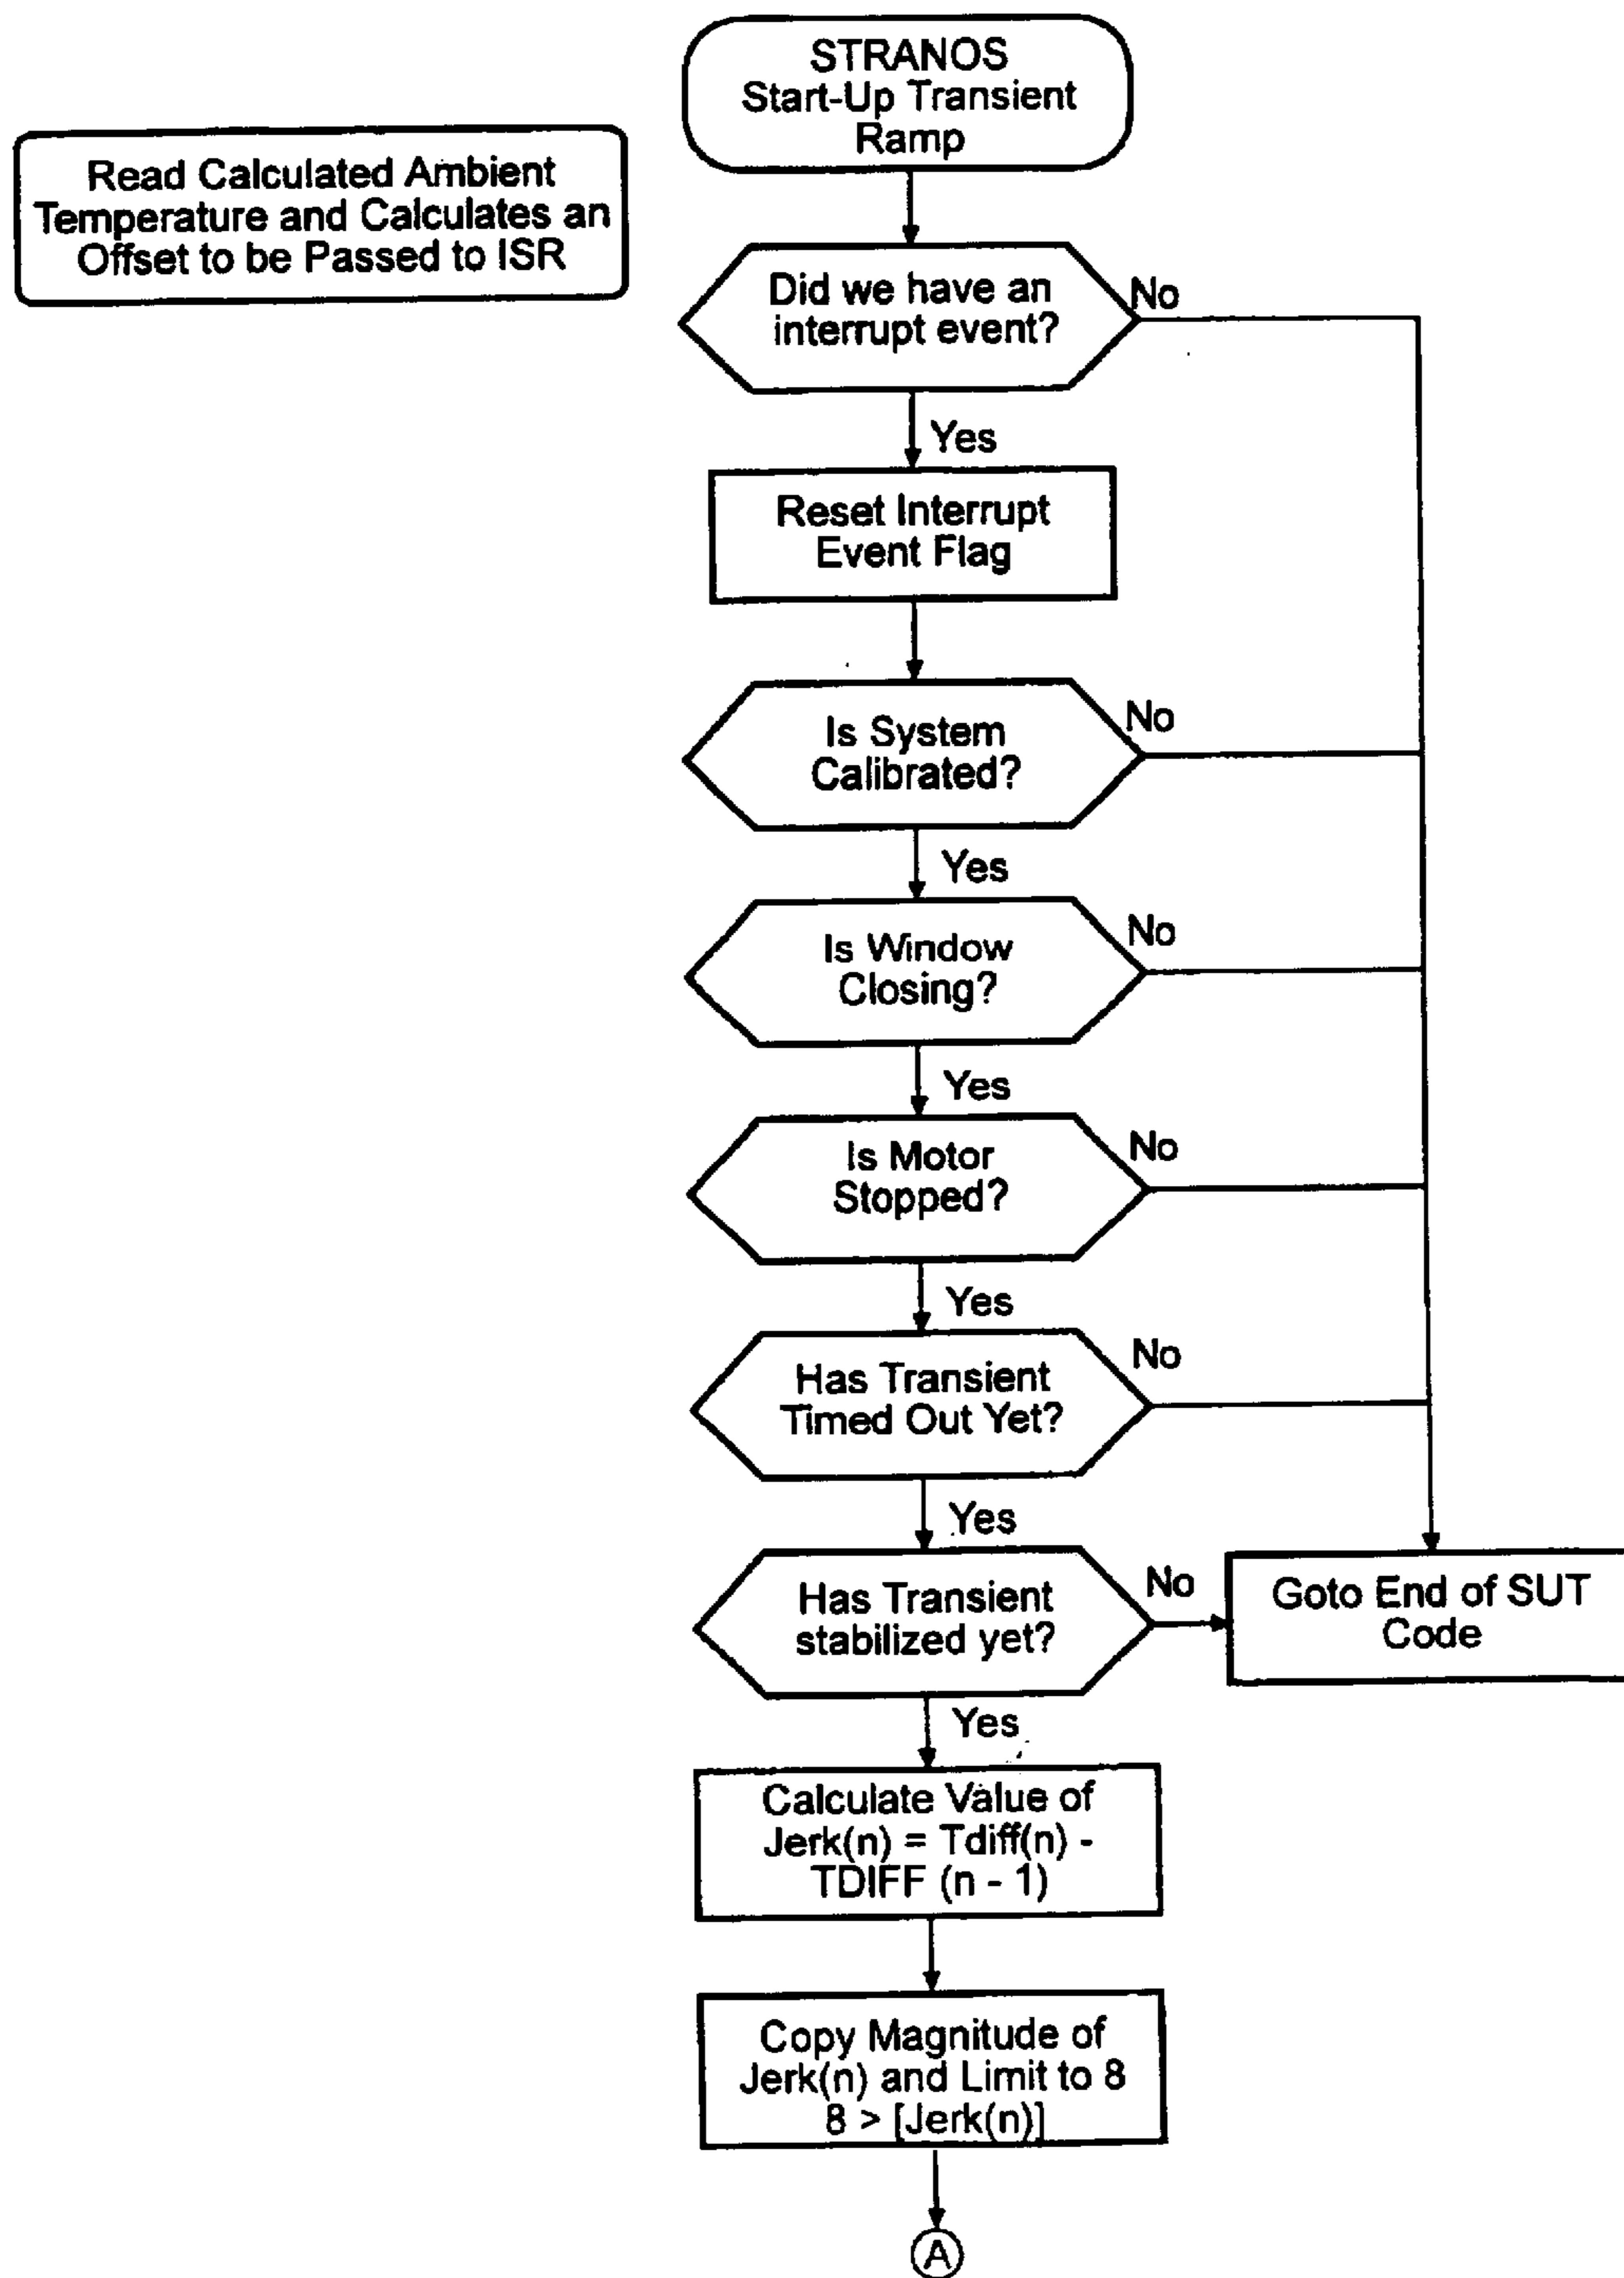 STRANOS
Start-Up Transient
Ramp
Read Calculated Ambient
Temperature and Calculates an
Offset to be Passed to ISR
Did we have an
interrupt event?
No
Yes
Reset Interrupt
Event Flag
Is System
Calibrated?
No
Yes
Is Window
Closing?
No
Yes
Is Motor
Stopped?
No
Yes
Has Transient
Timed Out Yet?
No
Yes
Has Transient
stabilized yet?
No
Goto End of SUT
Code
Yes
Calculate Value of
Jerk(n) = Tdiff(n) -
TDIFF (n - 1)
Copy Magnitude of
Jerk(n) and Limit to 8
8 > [Jerk(n)]
A